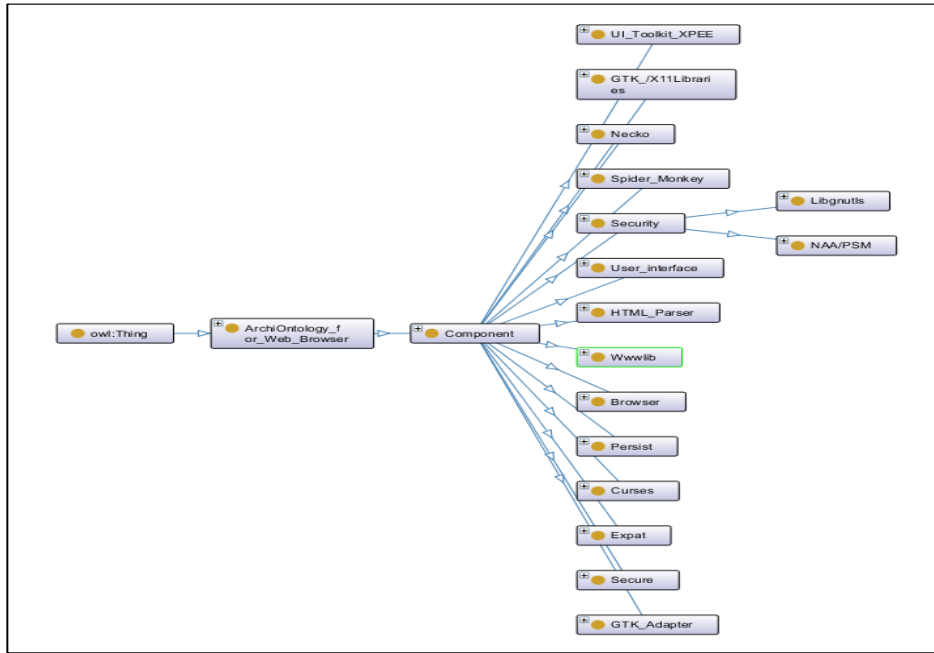 UI_Toolkit_XPEE
GTK_/X11Librari
es
Necko
Spider_Monkey
Security
Libgnutls
NAA/PSM
User_interface
HTML_Parser
owl:Thing
ArchiOntology_f
or_Web_Browser
Component
Wwwlib
Browser
Persist
Curses
Expat
Secure
GTK_Adapter